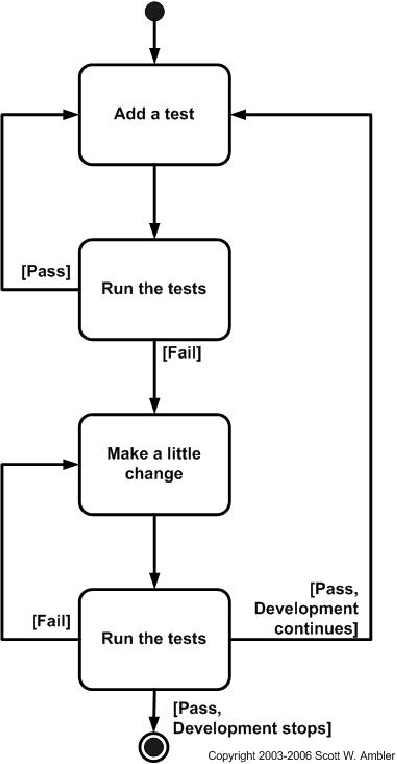 Add a test
[Pass]
Run the tests
[Fail]
Make a little
change
[Fail]
Run the tests
[Pass,
Development
continues]
[Pass,
Development stops]
Copyright 2003-2006 Scott W. Ambler